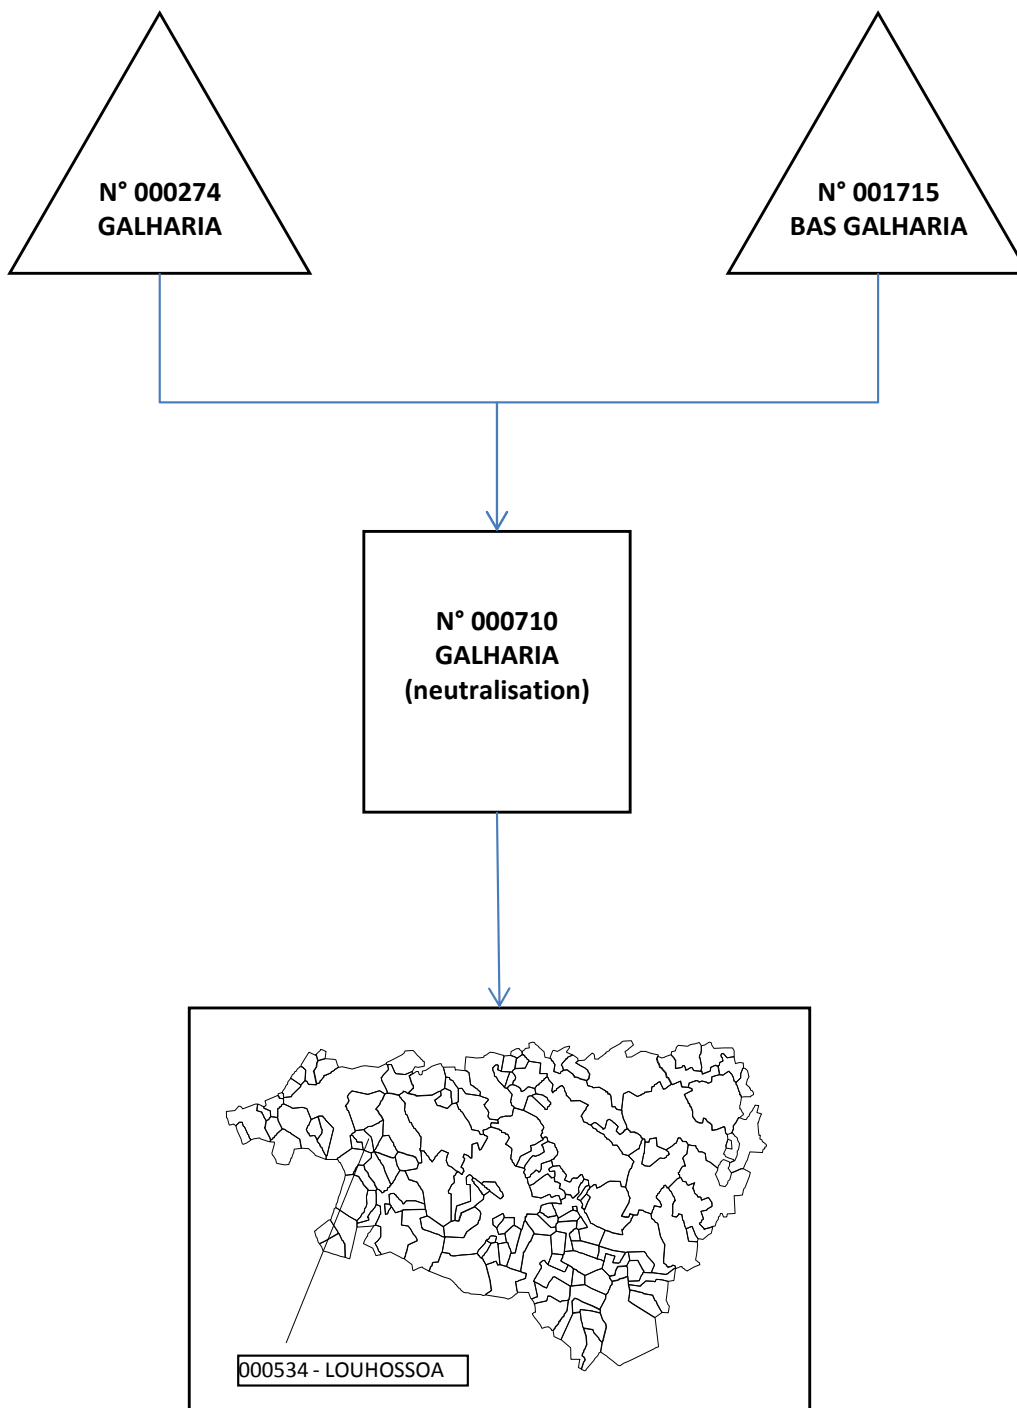 N° 000274
GALHARIA
N° 001715
BAS GALHARIA
N° 000710
GALHARIA
(neutralisation)
000534 - LOUHOSSOA